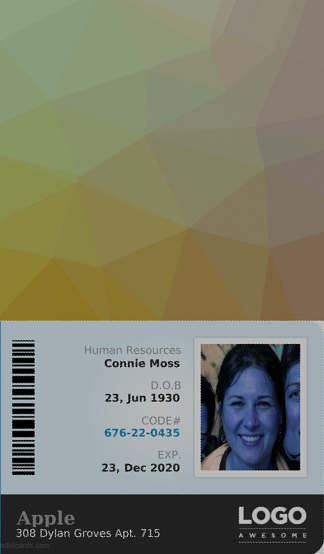 Human Resources
Connie Moss
D.O.B
23, Jun 1930
CODE#
676-22-0435
EXP.
23, Dec 2020
Apple
308 Dylan Groves Apt. 715
LOGO
AWESOME